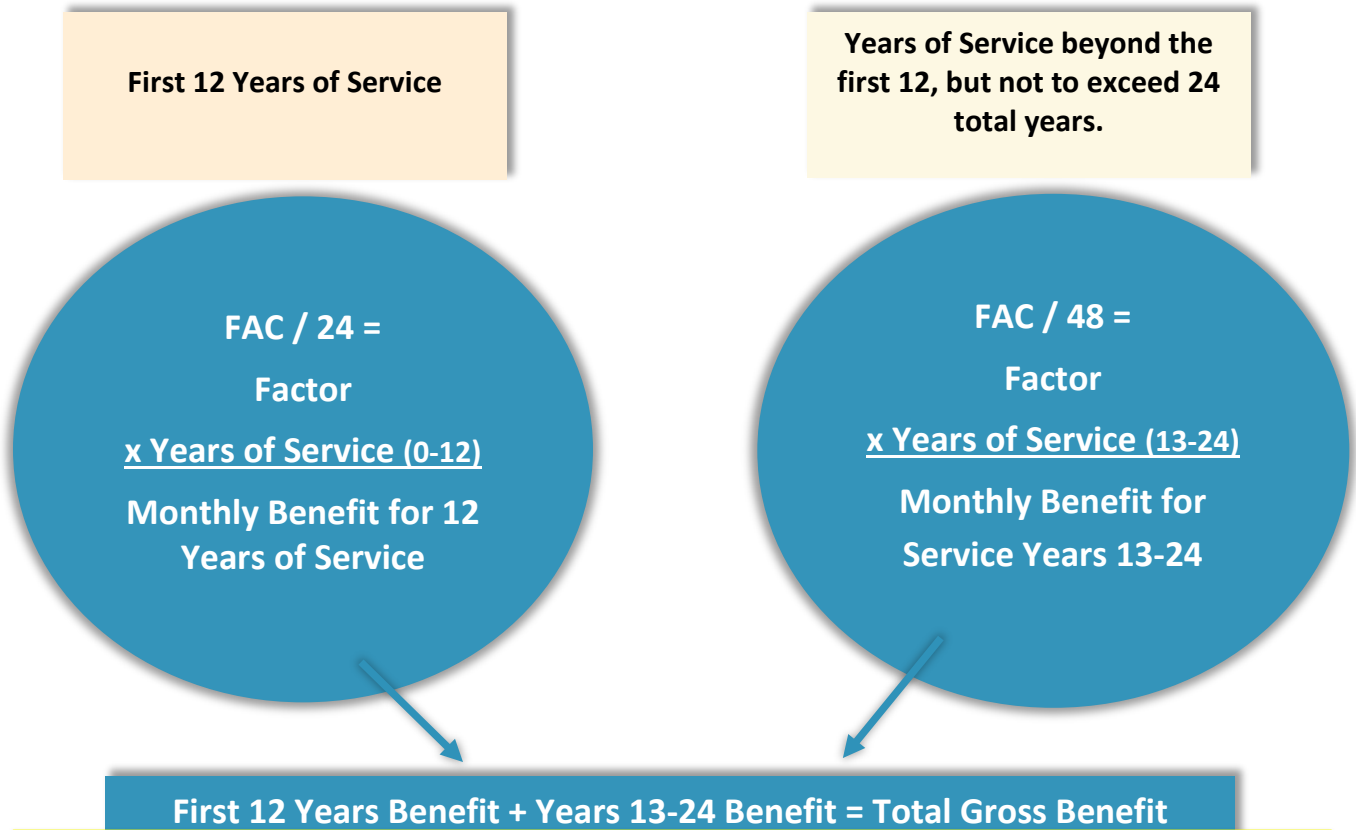 First 12 Years of Service
Years of Service beyond the
first 12, but not to exceed 24
total years.
FAC / 24 =
Factor
x Years of Service (0-12)
Monthly Benefit for 12
Years of Service
FAC / 48 =
Factor
x Years of Service (13-24)
Monthly Benefit for
Service Years 13-24
First 12 Years Benefit + Years 13-24 Benefit = Total Gross Benefit